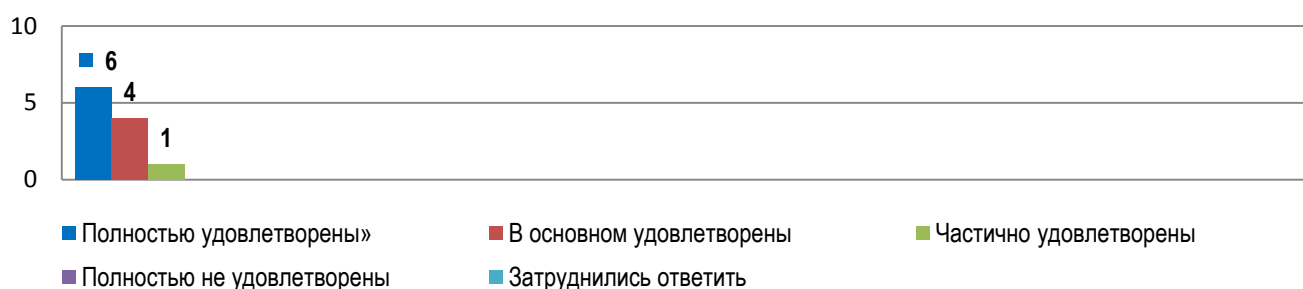 10
6
5
4
1
0
Полностью удовлетворены»
В основном удовлетворены
Частично удовлетворены
Полностью не удовлетворены
Затруднились ответить